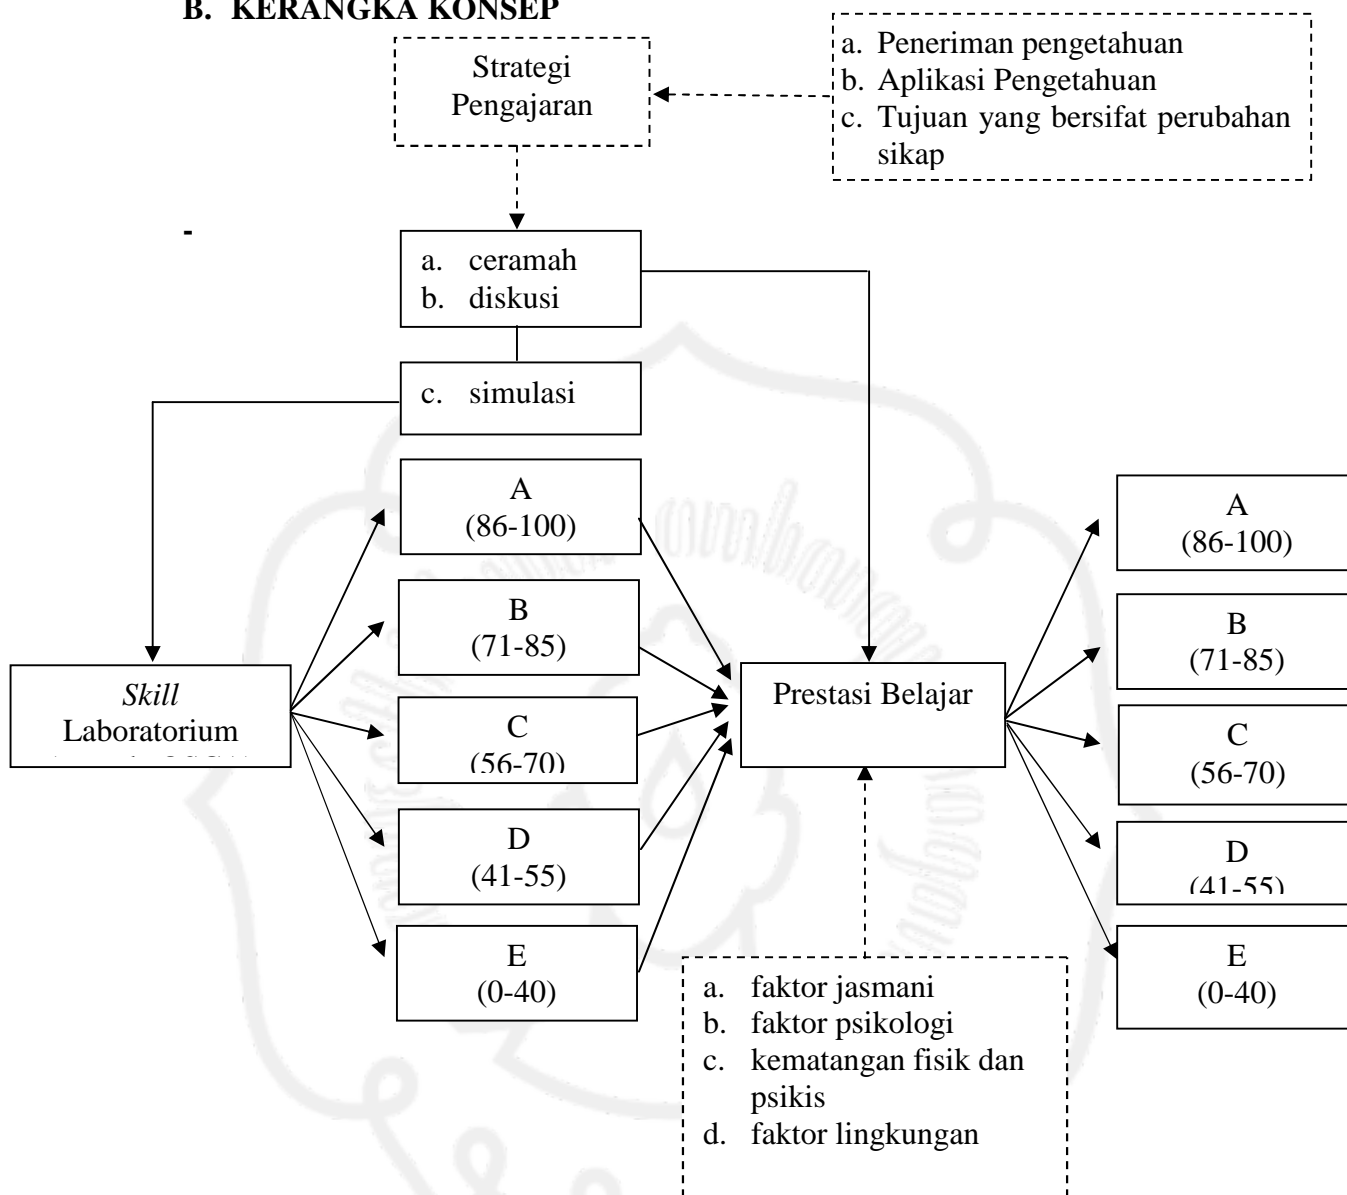 B. KERANGKA KONSEP
Strategi
Pengajaran
a. Peneriman pengetahuan
b. Aplikasi Pengetahuan
c. Tujuan yang bersifat perubahan
sikap
-
a. ceramah
b. diskusi
c. simulasi
A
(86-100)
B
(71-85)
C
(56-70)
D
(41-55)
E
(0-40)
Skill
Laboratorium
Prestasi Belajar
A
(86-100)
B
(71-85)
C
(56-70)
D
(41-55)
E
(0-40)
a. faktor jasmani
b. faktor psikologi
c. kematangan fisik dan
psikis
d. faktor lingkungan